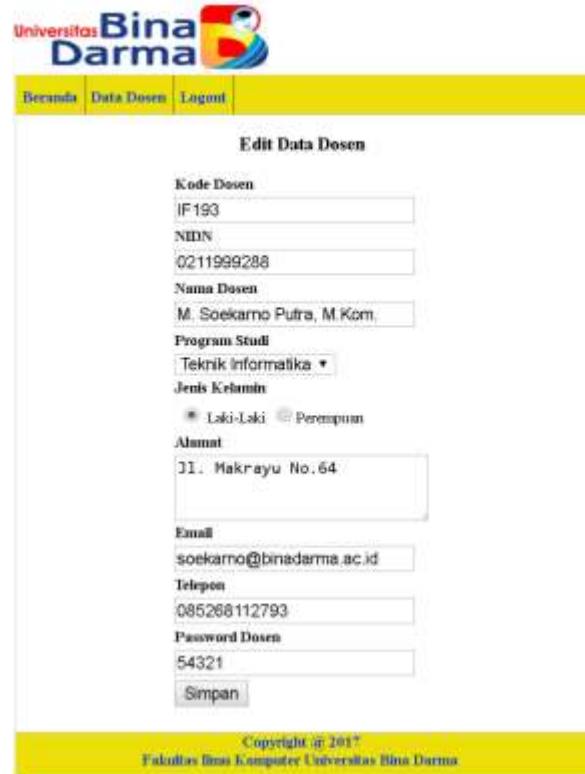 Universitas Bina
Darma
Beranda Data Dosen Logout
Edit Data Dosen
Kode Dosen
IF193
NIDN
0211999288
Nama Dosen
M. Soekarno Putra, M.Kom.
Program Studi
Teknik Informatika
Jenis Kelamin
Laki-Laki Perempuan
Alamat
Jl. Makrayu No.64
Email
soekarno@binadarma.ac.id
Telepon
085268112793
Password Dosen
54321
Simpan
Copyright @ 2017
Fakultas Ilmu Komputer Universitas Bina Darma